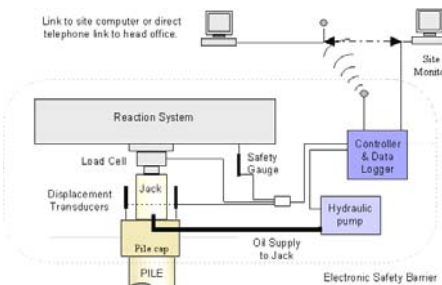 Link to site computer or direct
telephone link to head office.
Site
Monito
Reaction System
Load Cell
Safety
Gauge
Controller
& Data
Logger
Jack
Displacement
Transducers
Hydraulic
pump
Pile cap
Oil Supply
to Jack
PILE
Electronic Safety Barrier